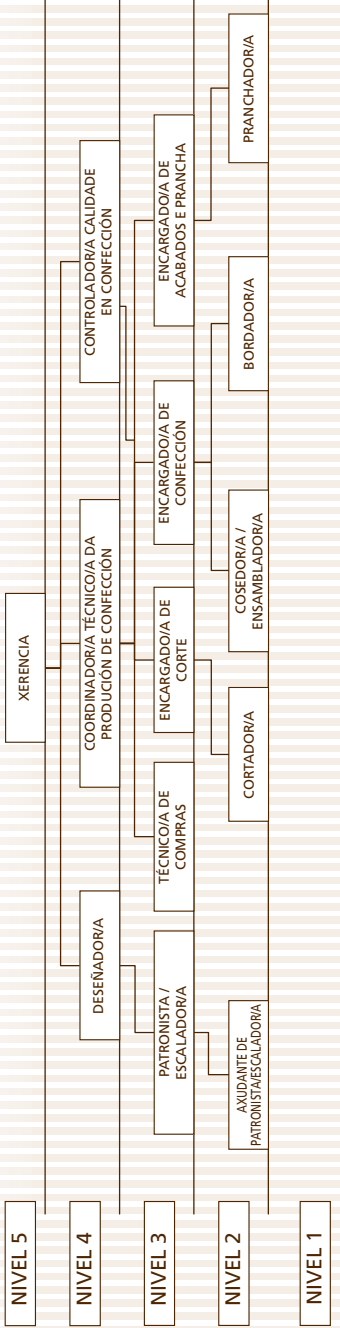 NIVEL 5
XERENCIA
NIVEL 4
DESEÑADOR/A
COORDINADOR/A TÉCNICO/A DA
PRODUCIÓN DE CONFECCIÓN
CONTROLADOR/A CALIDADE
EN CONFECCIÓN
NIVEL 3
PATRONISTA /
ESCALADOR/A
TÉCNICO/A DE
COMPRAS
ENCARGADO/A DE
CORTE
ENCARGADO/A DE
CONFECCIÓN
ENCARGADO/A DE
ACABADOS E PRANCHA
NIVEL 2
AXUDANTE DE
PATRONISTA/ESCALADOR/A
CORTADOR/A
COSEDOR/A /
ENSAMBLADOR/A
BORDADOR/A
PRANCHADOR/A
NIVEL 1